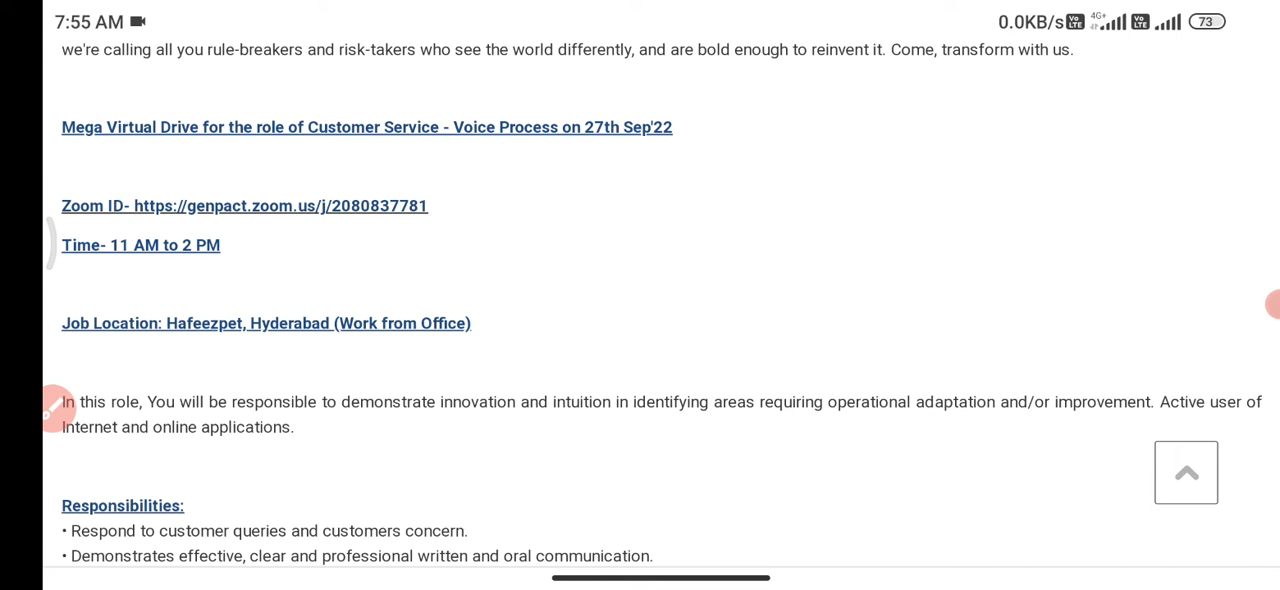 7:55 AM
0.0KB/s Vo LTE 4G+ Vo LTE 73
we're calling all you rule-breakers and risk-takers who see the world differently, and are bold enough to reinvent it. Come, transform with us.
Mega Virtual Drive for the role of Customer Service - Voice Process on 27th Sep'22
Zoom ID- https://genpact.zoom.us/j/2080837781
Time- 11 AM to 2 PM
Job Location: Hafeezpet, Hyderabad (Work from Office)
In this role, You will be responsible to demonstrate innovation and intuition in identifying areas requiring operational adaptation and/or improvement. Active user of
Internet and online applications.
Responsibilities:
• Respond to customer queries and customers concern.
• Demonstrates effective, clear and professional written and oral communication.